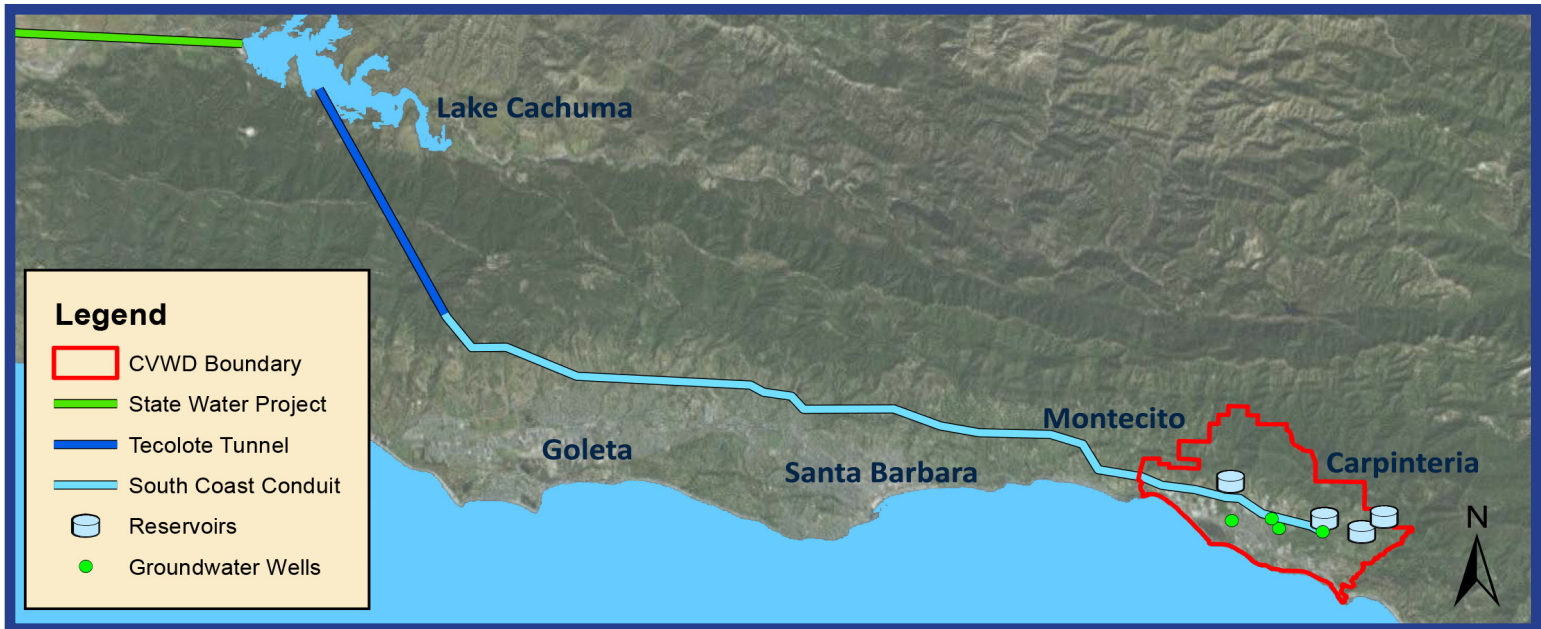 Lake Cachuma
Legend
CVWD Boundary
State Water Project
Tecolote Tunnel
South Coast Conduit
Reservoirs
Groundwater Wells
Goleta
Santa Barbara
Montecito
Carpinteria
N